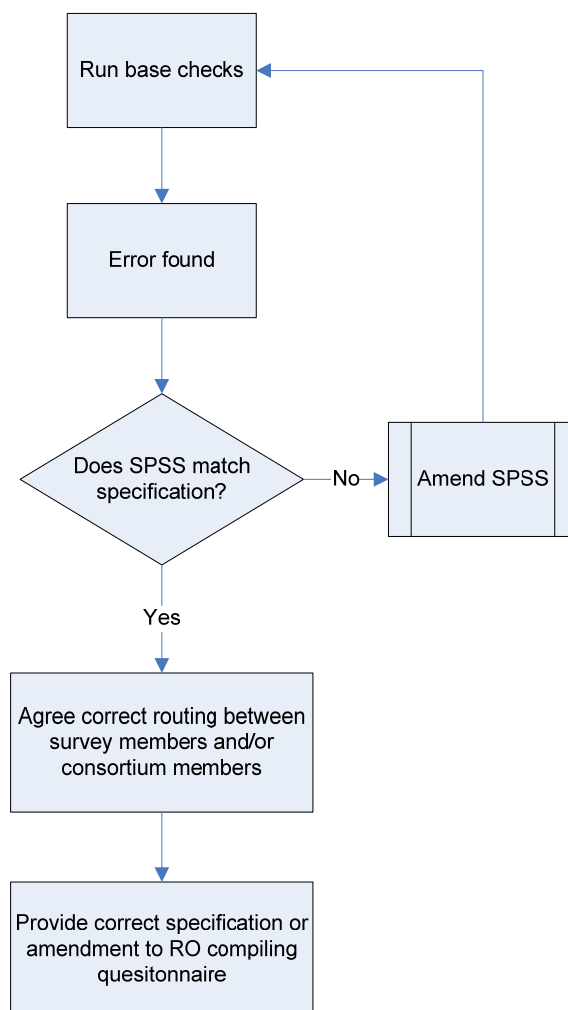 Run base checks
Error found
Does SPSS match
specification?
No
Amend SPSS
Yes
Agree correct routing between
survey members and/or
consortium members
Provide correct specification or
amendment to RO compiling
quesitonnaire